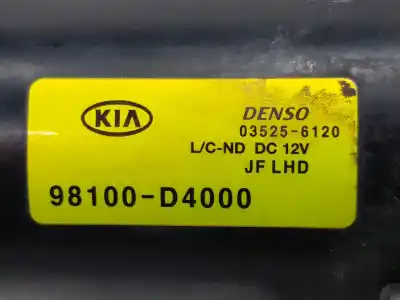 KIA
DENSO
03525-6120
L/C-ND DC 12V
JF LHD
98100-D4000